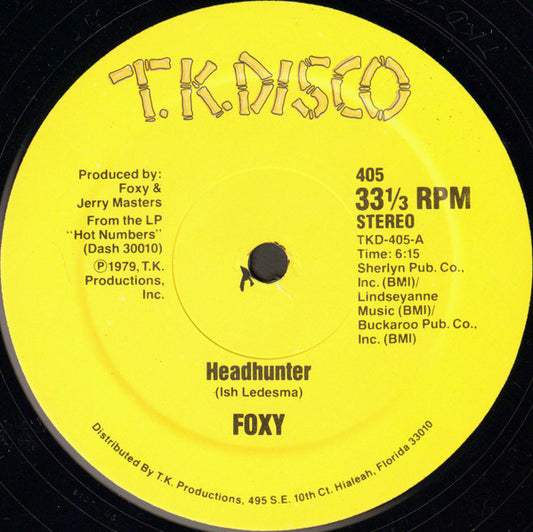 T.K.DISCO
Produced by:
Foxy &
Jerry Masters
From the LP
"Hot Numbers"
(Dash 30010)
Ⓟ1979, T.K.
Productions,
Inc.
405
33⅓ RPM
STEREO
TKD-405-A
Time: 6:15
Sherlyn Pub. Co.,
Inc. (BMI)/
Lindseyanne
Music (BMI)/
Buckaroo Pub. Co.,
Inc. (BMI)
Headhunter
(Ish Ledesma)
FOXY
Distributed By T.K. Productions, 495 S.E. 10th Ct. Hialeah, Florida 33010